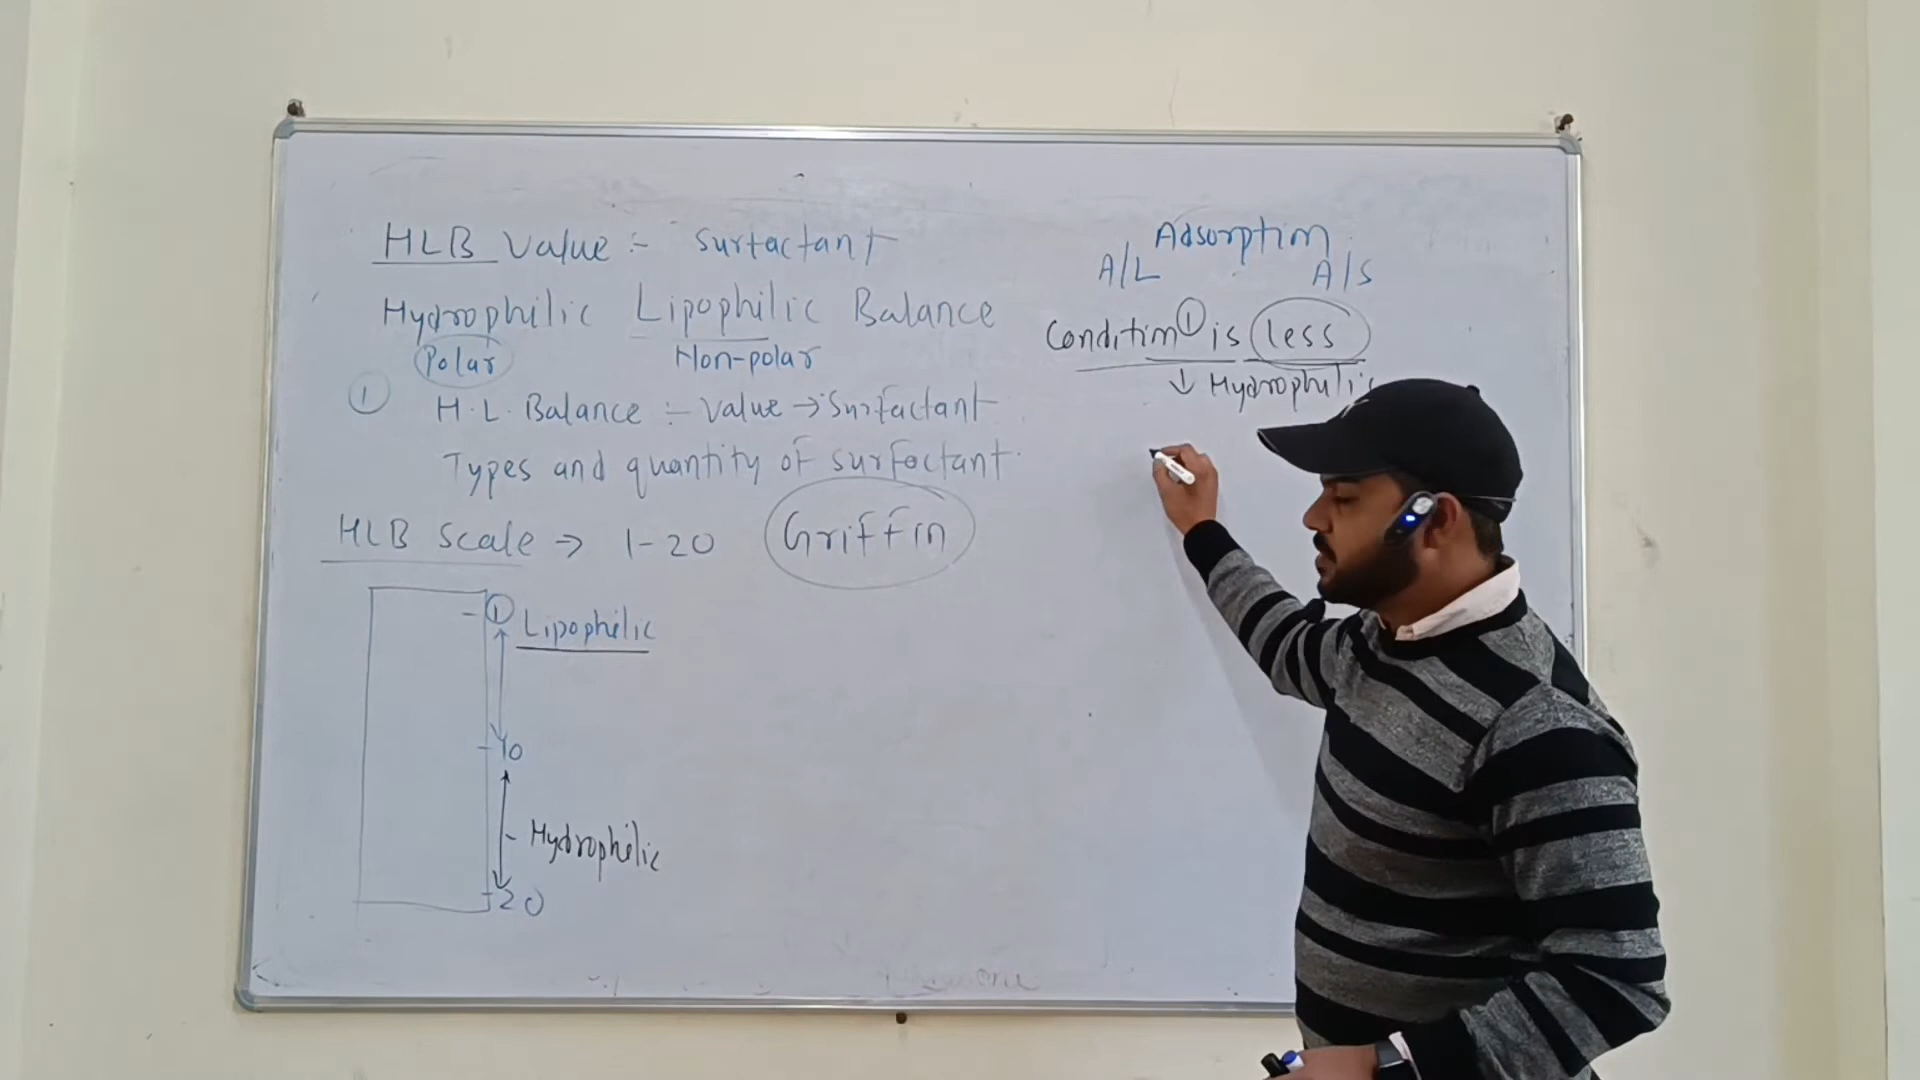 HLB Value :- Surfactant
Hydrophilic Lipophilic Balance
Polar Non-polar
① H.L. Balance :- Value → Surfactant
Types and quantity of surfactant.
HLB Scale → 1-20 Griffin
① Lipophilic
10
Hydrophilic
20
Adsorption
A/L A/S
Condition ① is less
↓ Hydrophilic